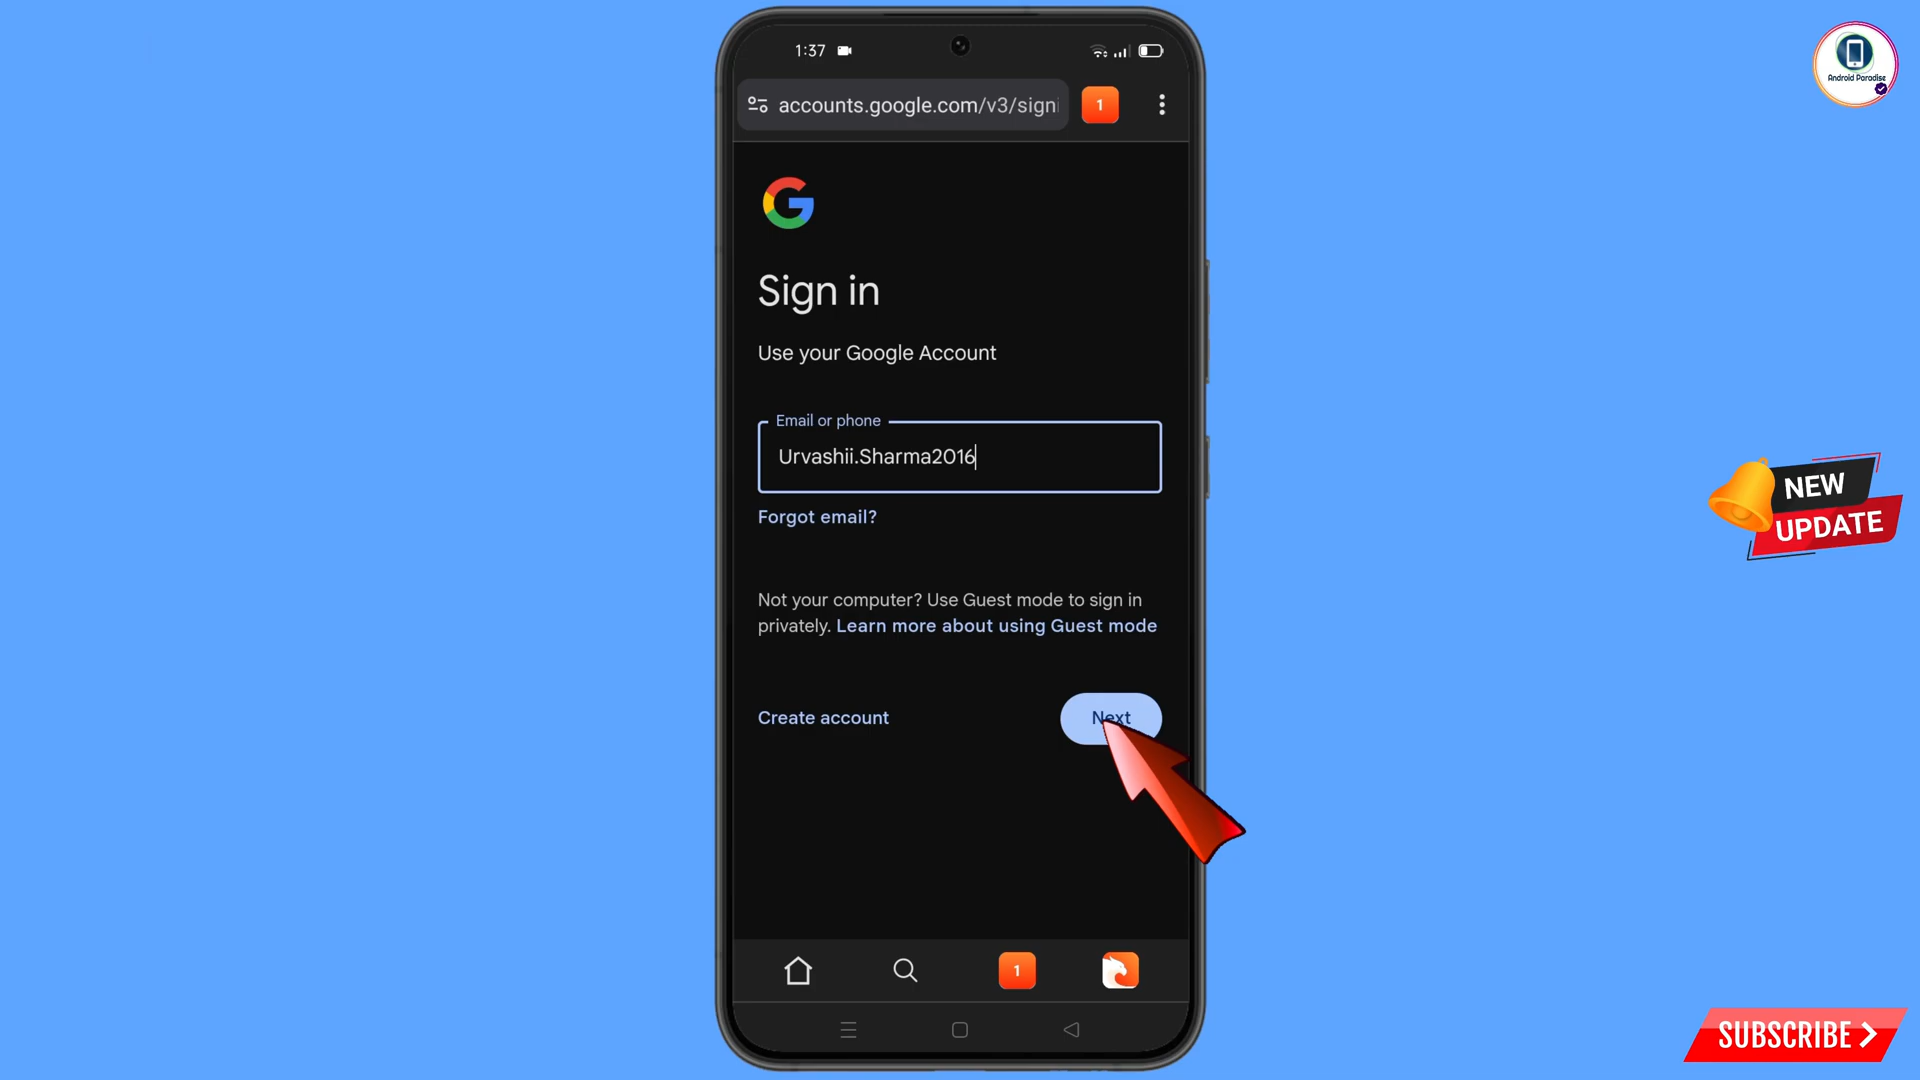 1:37
accounts.google.com/v3/signi
1
Android Paradise
Sign in
Use your Google Account
Email or phone
Urvashii.Sharma2016
Forgot email?
NEW
UPDATE
Not your computer? Use Guest mode to sign in
privately. Learn more about using Guest mode
Create account
Next
1
SUBSCRIBE